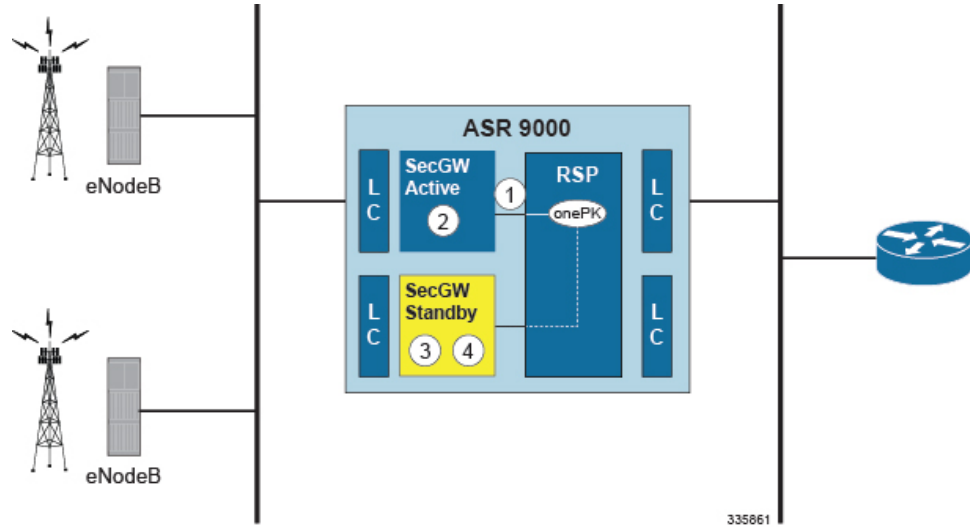 eNodeB
eNodeB
ASR 9000
L
C
SecGW
Active
2
1
RSP
onePK
L
C
L
C
SecGW
Standby
3
4
L
C
335861